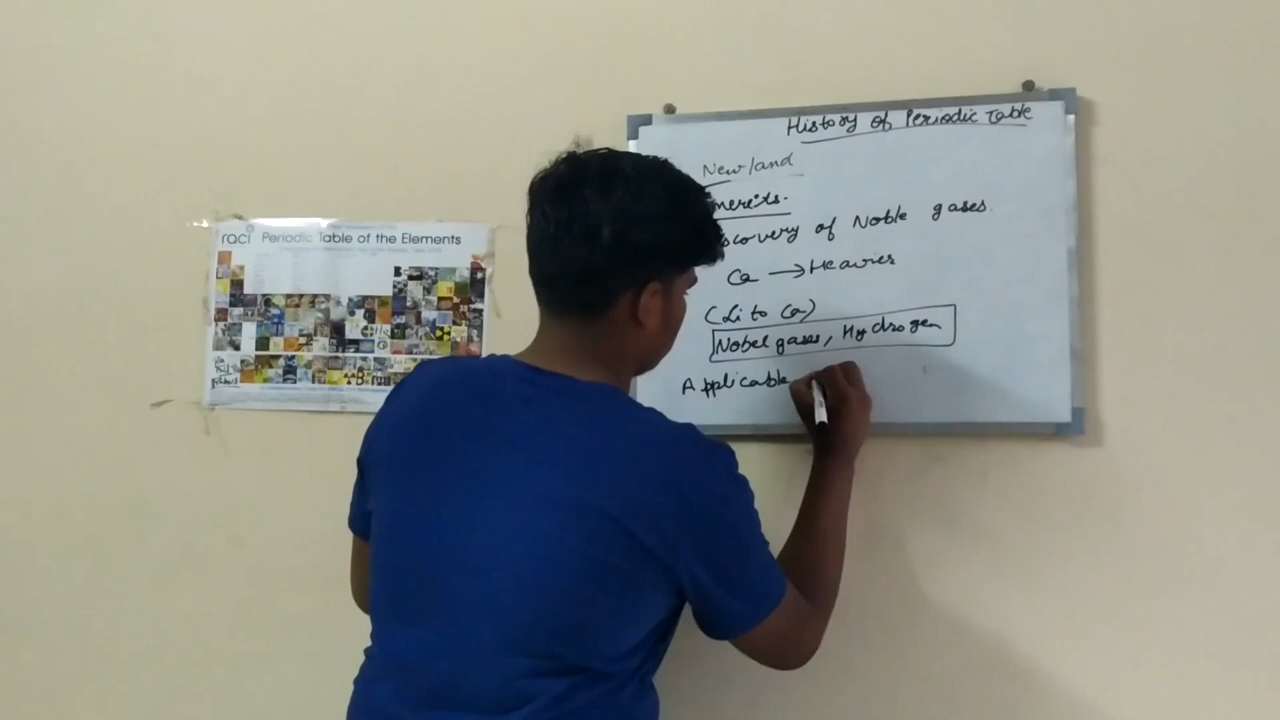 History of Periodic Table
Newland
merits.
scovery of Noble gases.
Ca → Heavies
(Li to Ca)
Nobel gases, Hydrogen
Applicable
raci Periodic Table of the Elements